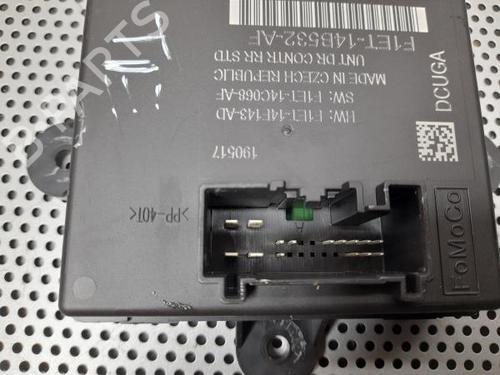 F1ET-14B532-AF
UNT DR CONTR RR STD
MADE IN CZECH REPUBLIC
SW: F1ET-14C068-AF
HW: F1ET-14F143-AD
190517
DCUGA
>PP-40T<
FoMoCo